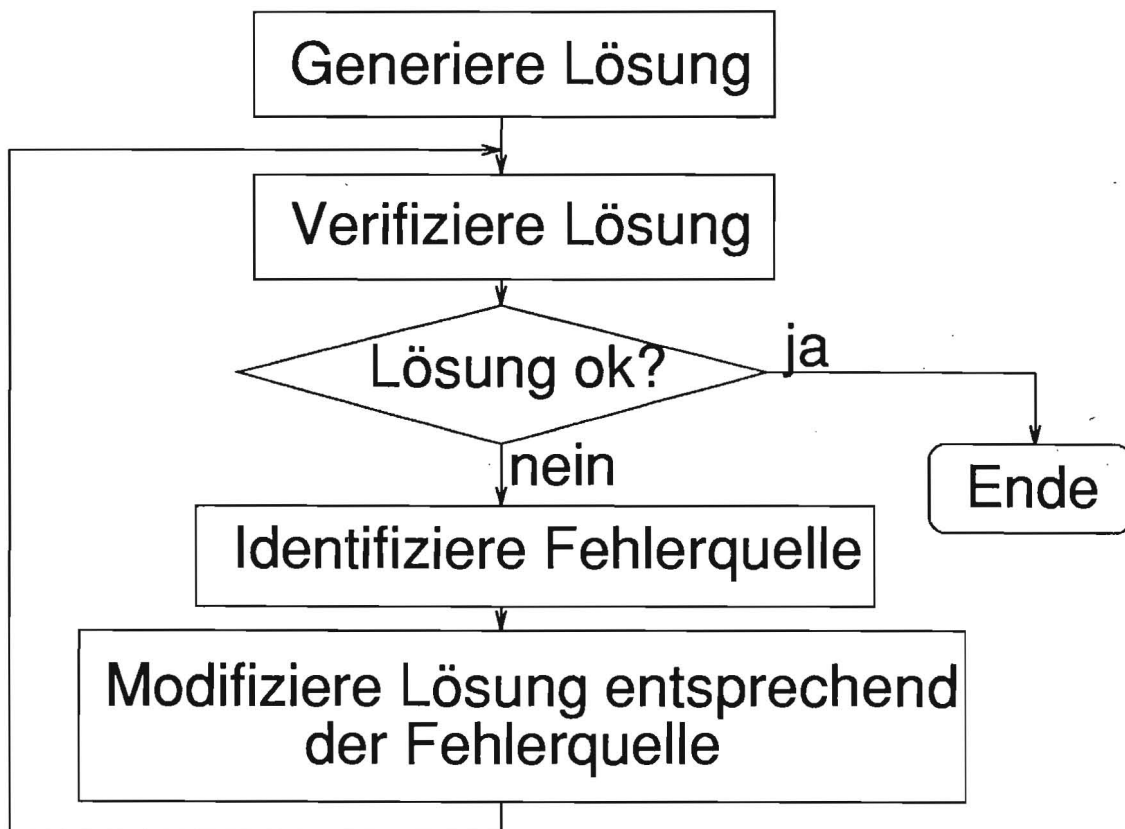 Generiere Lösung
Verifiziere Lösung
Lösung ok?
ja
nein
Ende
Identifiziere Fehlerquelle
Modifiziere Lösung entsprechend
der Fehlerquelle